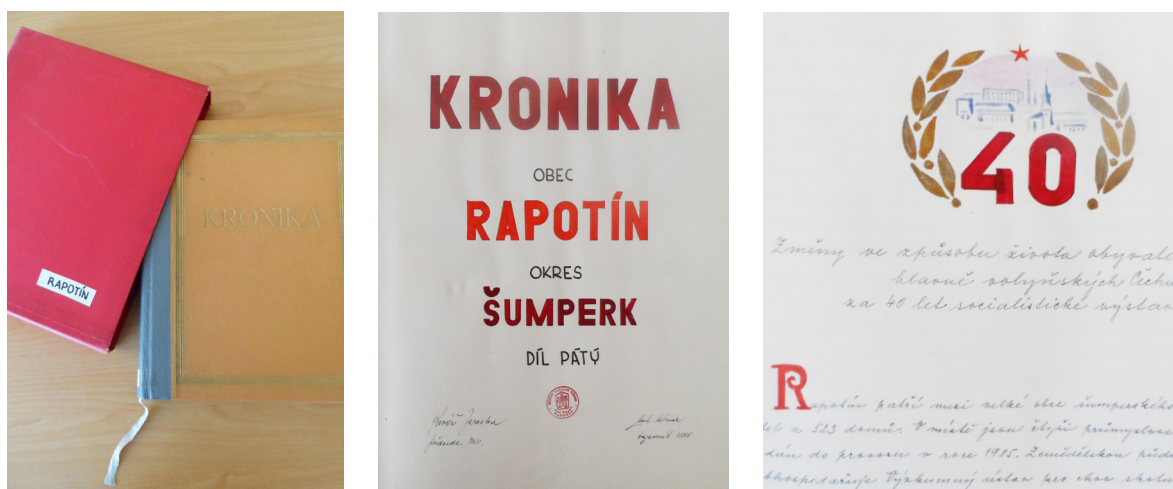 RAPOTÍN
KRONIKA
KRONIKA
OBEC
RAPOTÍN
OKRES
ŠUMPERK
DÍL PÁTÝ
40
Změny ve způsobu života obyvatel
hlavně volyňských Čechů
za 40 let socialistické výstav
Rapotín patří mezi velké obce šumperského
el a 523 domů. V místě jsou čtyři průmyslové
dán do provozu v roce 1985. Zemědělskou půdu
obhospodařuje Výzkumný ústav pro chov skotu